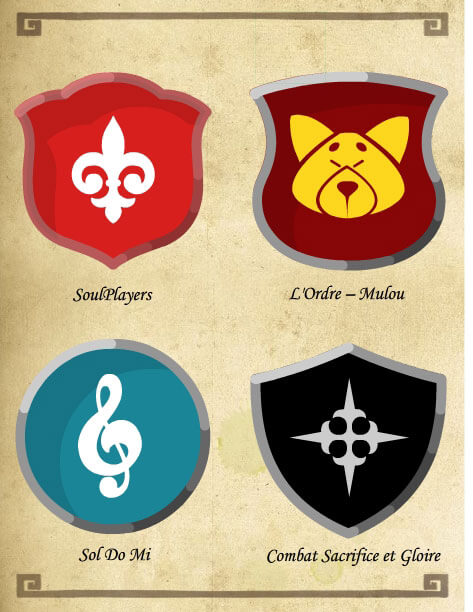 SoulPlayers
L'Ordre – Mulou
Sol Do Mi
Combat Sacrifice et Gloire